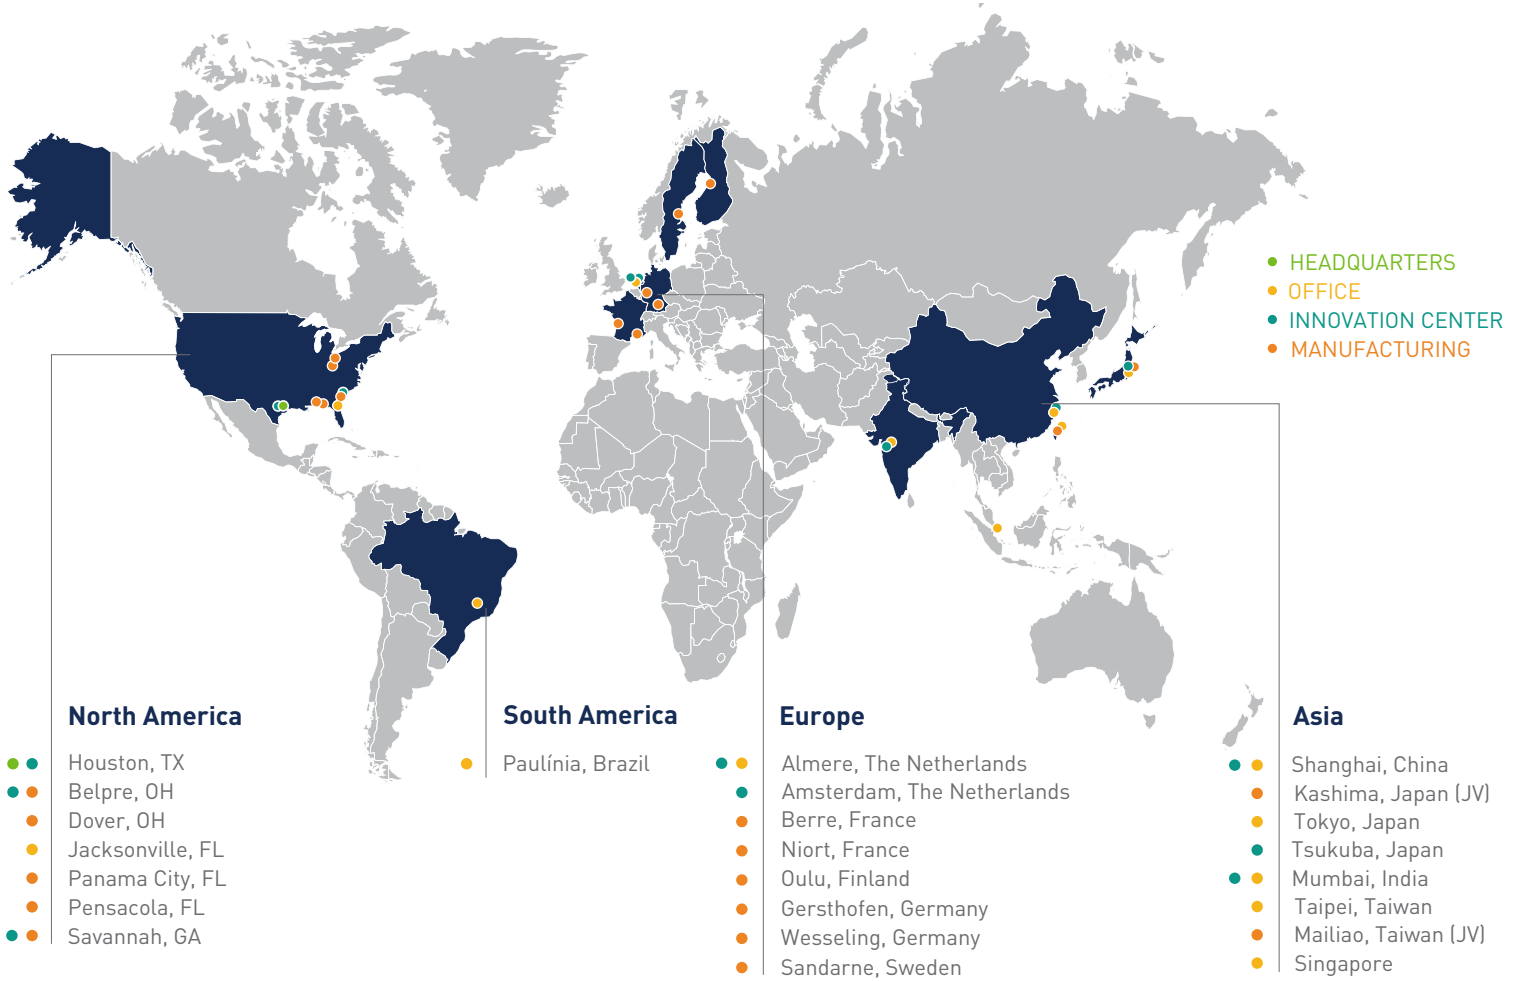 HEADQUARTERS
OFFICE
INNOVATION CENTER
MANUFACTURING
North America
Houston, TX
Belpre, OH
Dover, OH
Jacksonville, FL
Panama City, FL
Pensacola, FL
Savannah, GA
South America
Paulínia, Brazil
Europe
Almere, The Netherlands
Amsterdam, The Netherlands
Berre, France
Niort, France
Oulu, Finland
Gersthofen, Germany
Wesseling, Germany
Sandarne, Sweden
Asia
Shanghai, China
Kashima, Japan (JV)
Tokyo, Japan
Tsukuba, Japan
Mumbai, India
Taipei, Taiwan
Mailiao, Taiwan (JV)
Singapore